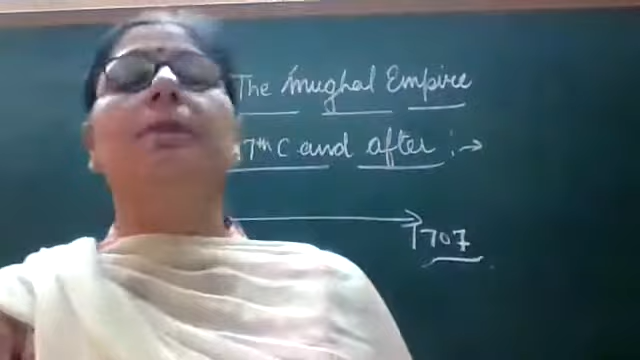 The Mughal Empire
7th C and after :→
1707